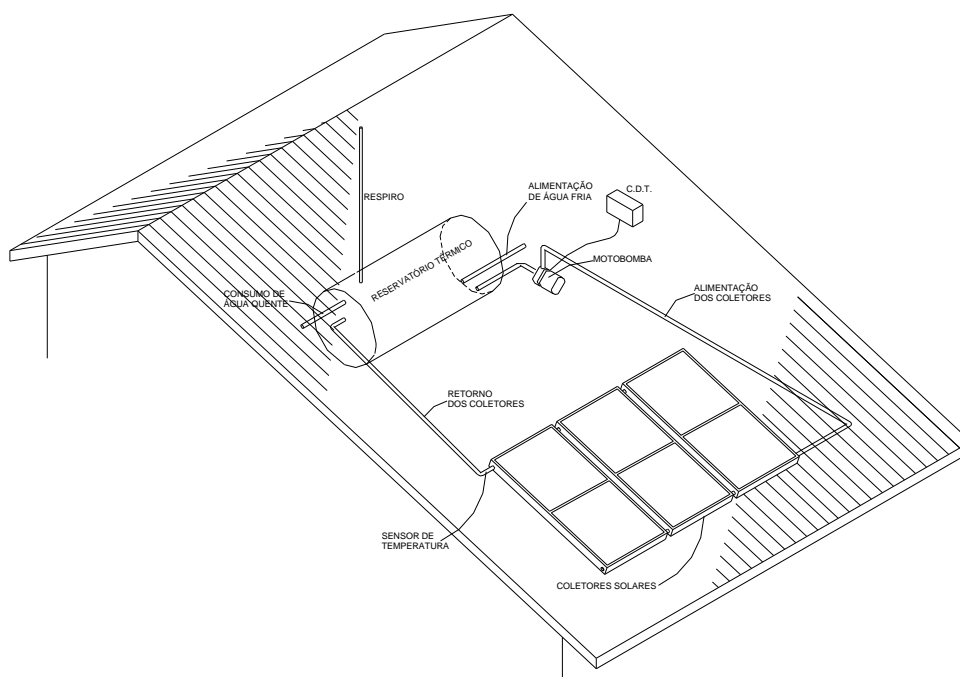 RESPIRO
ALIMENTAÇÃO
DE ÁGUA FRIA
C.D.T.
RESERVATÓRIO TÉRMICO
MOTOBOMBA
CONSUMO DE
ÁGUA QUENTE
ALIMENTAÇÃO
DOS COLETORES
RETORNO
DOS COLETORES
SENSOR DE
TEMPERATURA
COLETORES SOLARES